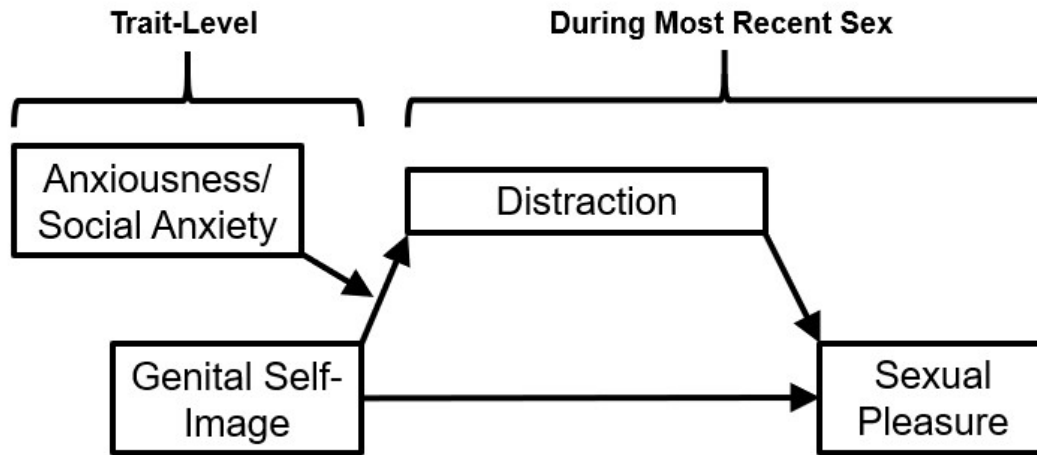 Trait-Level
During Most Recent Sex
Anxiousness/
Social Anxiety
Distraction
Genital Self-
Image
Sexual
Pleasure